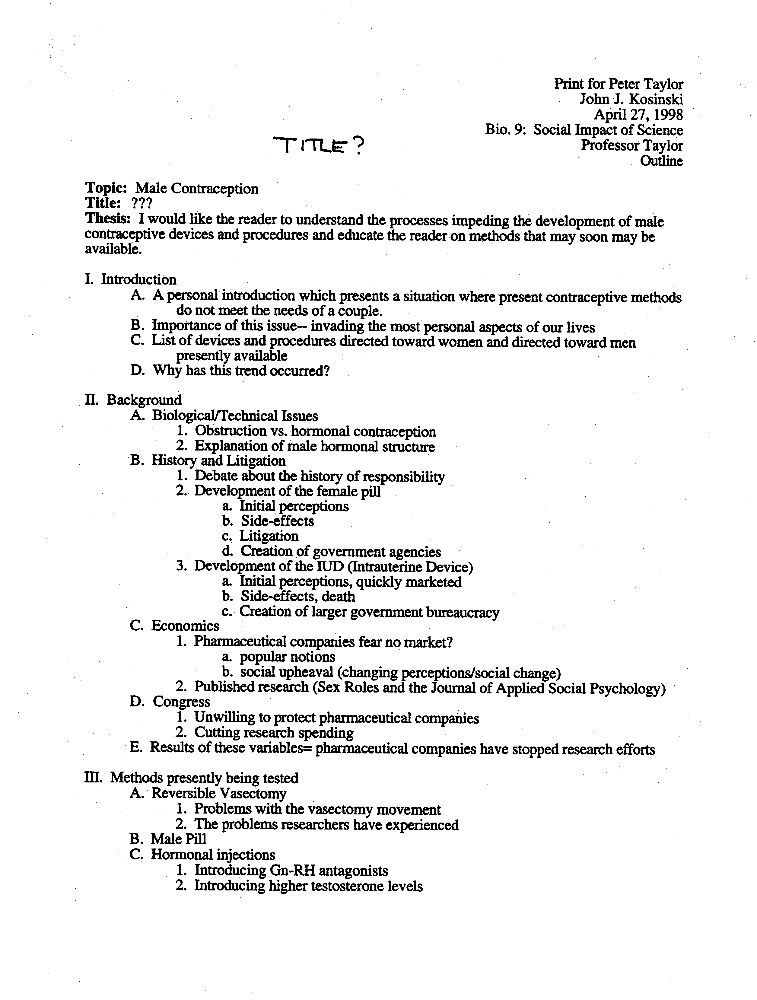 Print for Peter Taylor
John J. Kosinski
April 27, 1998
Bio. 9: Social Impact of Science
TITLE?
Professor Taylor
Outline
Topic: Male Contraception
Title: ???
Thesis: I would like the reader to understand the processes impeding the development of male
contraceptive devices and procedures and educate the reader on methods that may soon may be
available.
I. Introduction
A. A personal introduction which presents a situation where present contraceptive methods
do not meet the needs of a couple.
B. Importance of this issue-- invading the most personal aspects of our lives
C. List of devices and procedures directed toward women and directed toward men
presently available
D. Why has this trend occurred?
II. Background
A. Biological/Technical Issues
1. Obstruction vs. hormonal contraception
2. Explanation of male hormonal structure
B. History and Litigation
1. Debate about the history of responsibility
2. Development of the female pill
a. Initial perceptions
b. Side-effects
c. Litigation
d. Creation of government agencies
3. Development of the IUD (Intrauterine Device)
a. Initial perceptions, quickly marketed
b. Side-effects, death
c. Creation of larger government bureaucracy
C. Economics
1. Pharmaceutical companies fear no market?
a. popular notions
b. social upheaval (changing perceptions/social change)
2. Published research (Sex Roles and the Journal of Applied Social Psychology)
D. Congress
1. Unwilling to protect pharmaceutical companies
2. Cutting research spending
E. Results of these variables= pharmaceutical companies have stopped research efforts
III. Methods presently being tested
A. Reversible Vasectomy
1. Problems with the vasectomy movement
2. The problems researchers have experienced
B. Male Pill
C. Hormonal injections
1. Introducing Gn-RH antagonists
2. Introducing higher testosterone levels